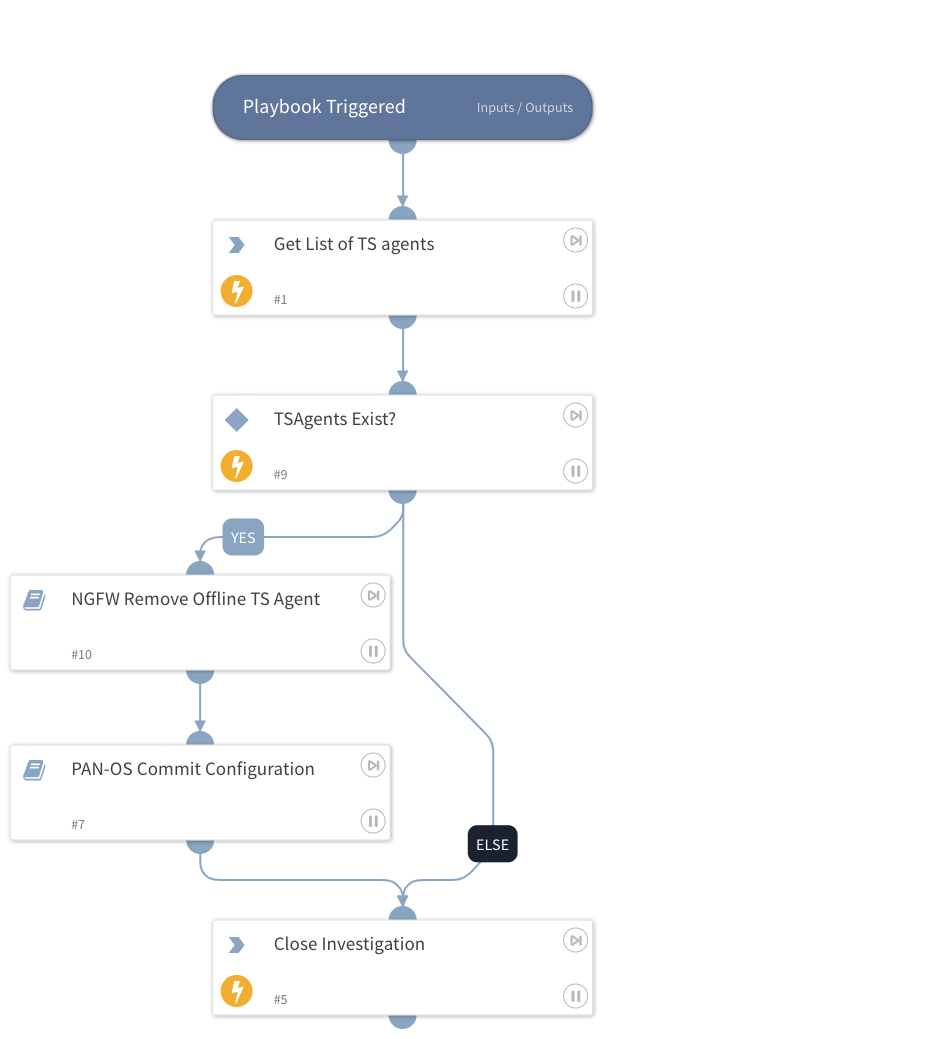 Playbook Triggered Inputs / Outputs
Get List of TS agents
#1
TSAgents Exist?
#9
YES
NGFW Remove Offline TS Agent
#10
PAN-OS Commit Configuration
#7
ELSE
Close Investigation
#5